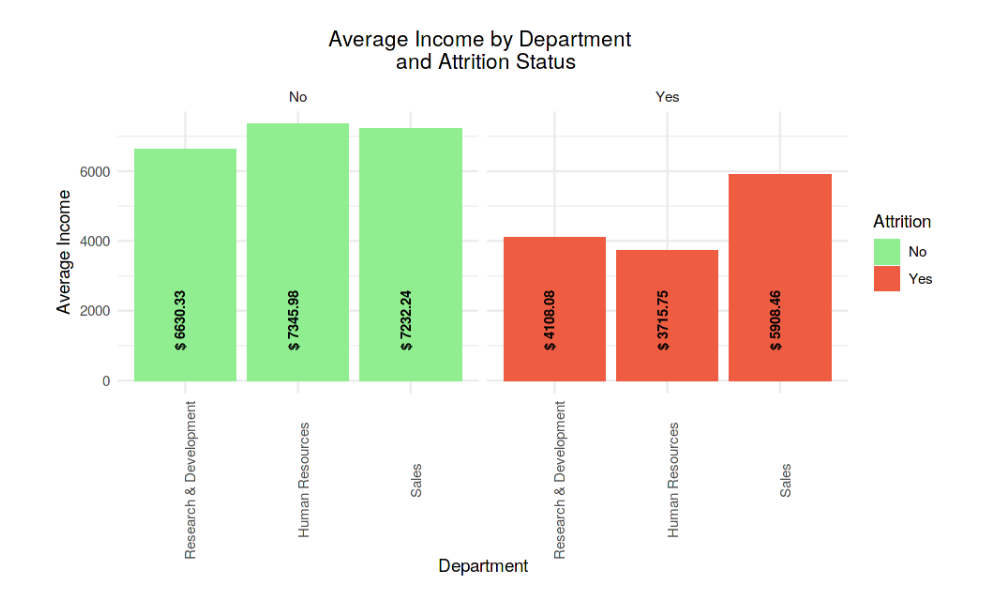 Average Income by Department
and Attrition Status
No
Yes
Average Income
6000
4000
2000
0
$ 6630.33
$ 7345.98
$ 7232.24
$ 4108.08
$ 3715.75
$ 5908.46
Research & Development
Human Resources
Sales
Research & Development
Human Resources
Sales
Department
Attrition
No
Yes